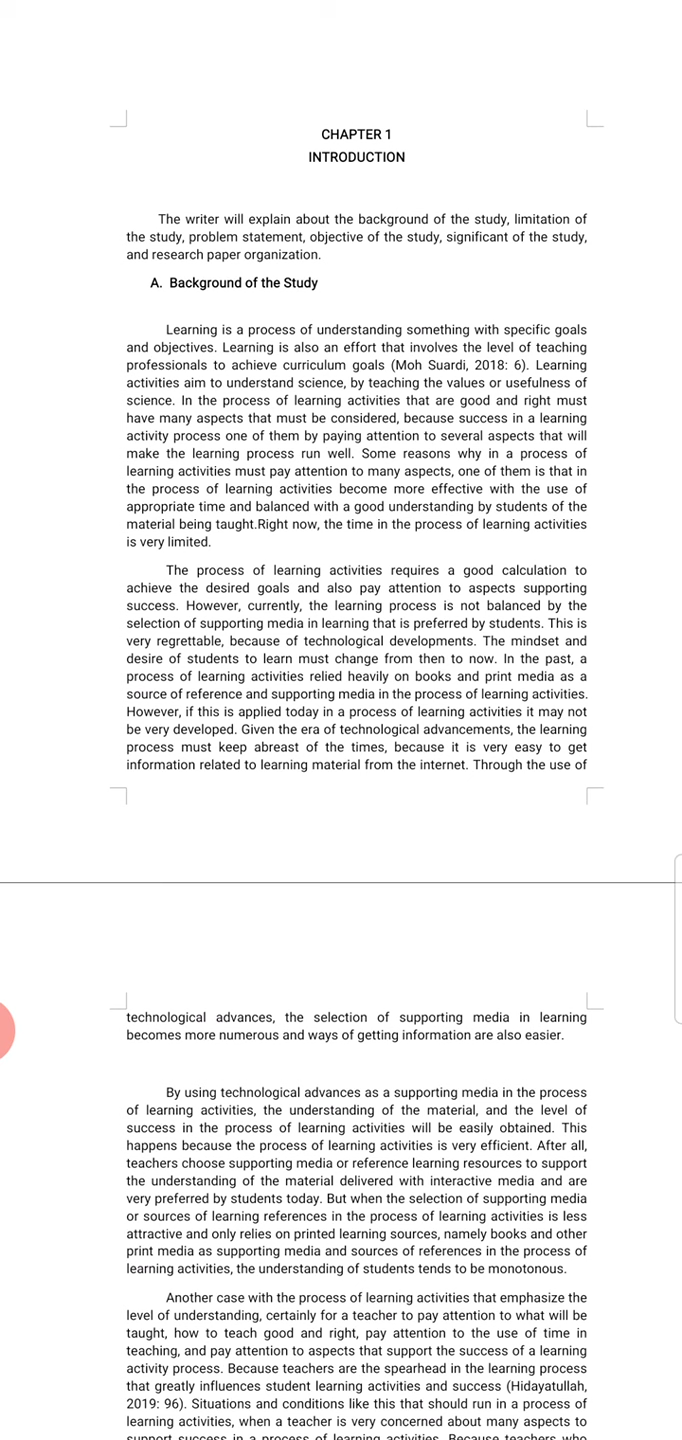 CHAPTER 1
INTRODUCTION
The writer will explain about the background of the study, limitation of
the study, problem statement, objective of the study, significant of the study,
and research paper organization.
A. Background of the Study
Learning is a process of understanding something with specific goals
and objectives. Learning is also an effort that involves the level of teaching
professionals to achieve curriculum goals (Moh Suardi, 2018: 6). Learning
activities aim to understand science, by teaching the values or usefulness of
science. In the process of learning activities that are good and right must
have many aspects that must be considered, because success in a learning
activity process one of them by paying attention to several aspects that will
make the learning process run well. Some reasons why in a process of
learning activities must pay attention to many aspects, one of them is that in
the process of learning activities become more effective with the use of
appropriate time and balanced with a good understanding by students of the
material being taught.Right now, the time in the process of learning activities
is very limited.
The process of learning activities requires a good calculation to
achieve the desired goals and also pay attention to aspects supporting
success. However, currently, the learning process is not balanced by the
selection of supporting media in learning that is preferred by students. This is
very regrettable, because of technological developments. The mindset and
desire of students to learn must change from then to now. In the past, a
process of learning activities relied heavily on books and print media as a
source of reference and supporting media in the process of learning activities.
However, if this is applied today in a process of learning activities it may not
be very developed. Given the era of technological advancements, the learning
process must keep abreast of the times, because it is very easy to get
information related to learning material from the internet. Through the use of
technological advances, the selection of supporting media in learning
becomes more numerous and ways of getting information are also easier.
By using technological advances as a supporting media in the process
of learning activities, the understanding of the material, and the level of
success in the process of learning activities will be easily obtained. This
happens because the process of learning activities is very efficient. After all,
teachers choose supporting media or reference learning resources to support
the understanding of the material delivered with interactive media and are
very preferred by students today. But when the selection of supporting media
or sources of learning references in the process of learning activities is less
attractive and only relies on printed learning sources, namely books and other
print media as supporting media and sources of references in the process of
learning activities, the understanding of students tends to be monotonous.
Another case with the process of learning activities that emphasize the
level of understanding, certainly for a teacher to pay attention to what will be
taught, how to teach good and right, pay attention to the use of time in
teaching, and pay attention to aspects that support the success of a learning
activity process. Because teachers are the spearhead in the learning process
that greatly influences student learning activities and success (Hidayatullah,
2019: 96). Situations and conditions like this that should run in a process of
learning activities, when a teacher is very concerned about many aspects to
support success in a process of learning activities. Because teachers who